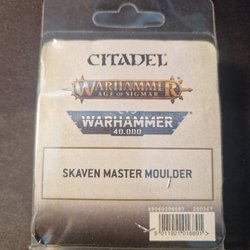 CITADEL
WARHAMMER
AGE OF SIGMAR
WARHAMMER
40,000
SKAVEN MASTER MOULDER